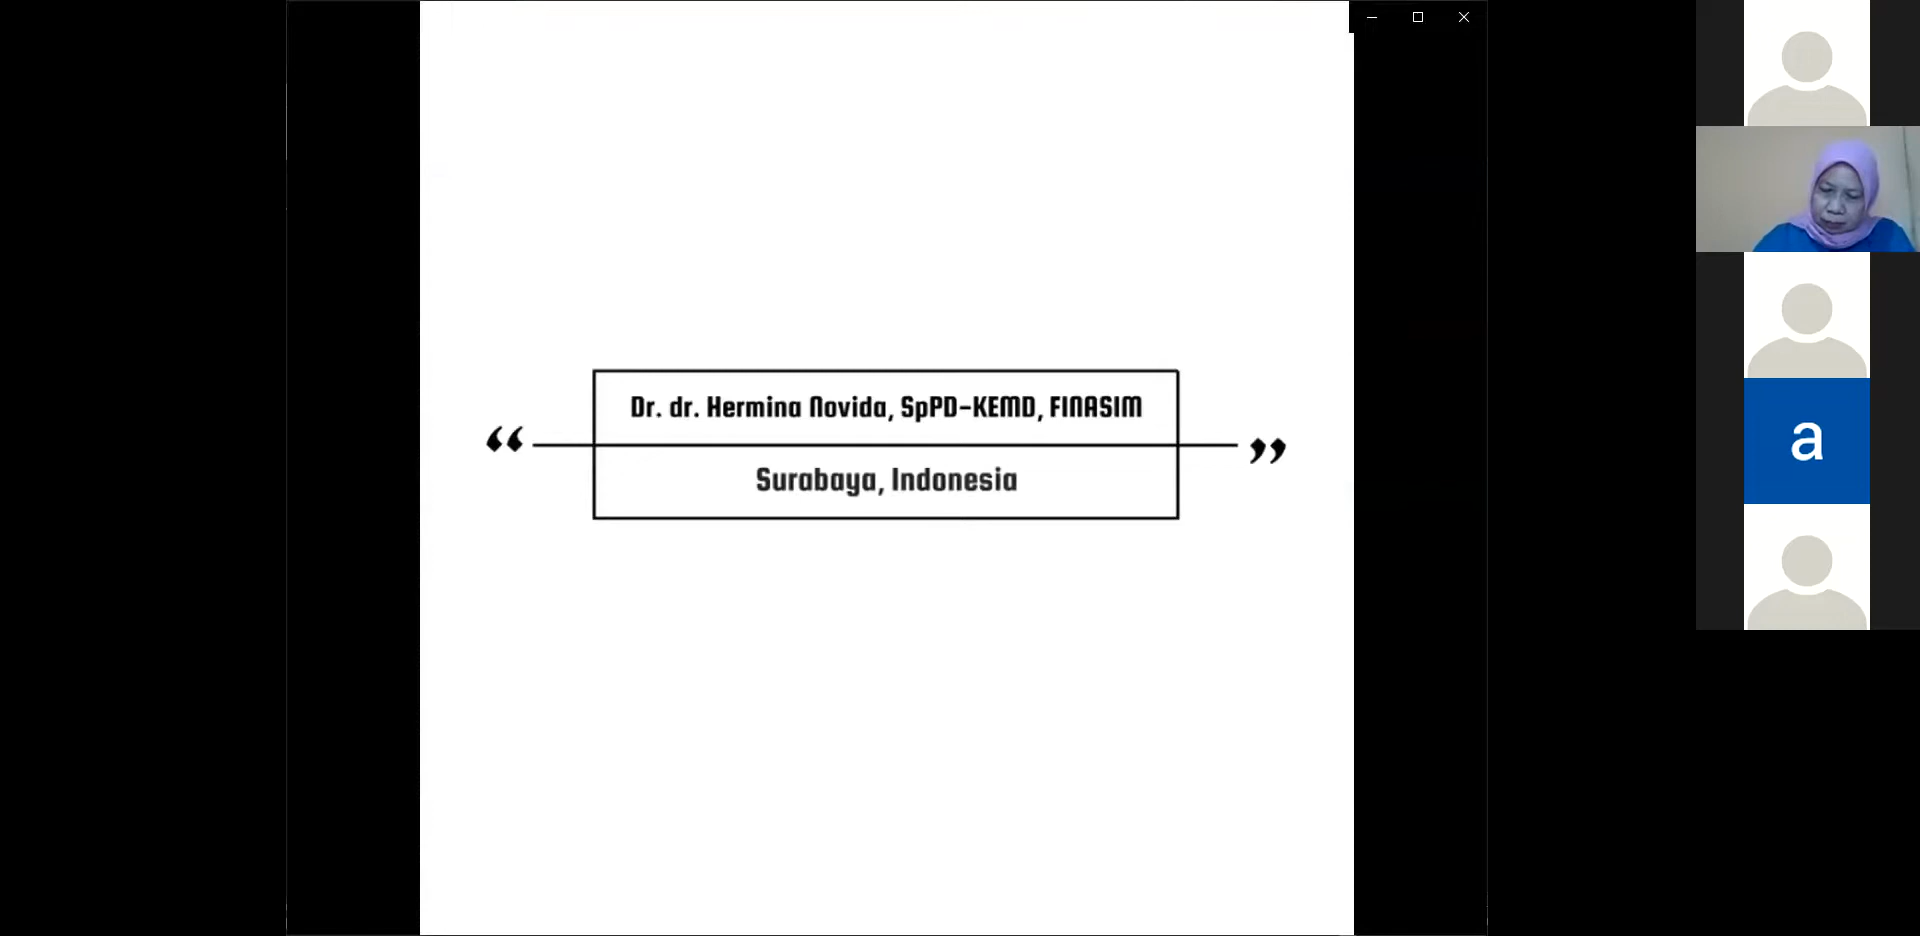 Dr. dr. Hermina Novida, SpPD-KEMD, FINASIM
“ ”
Surabaya, Indonesia
a